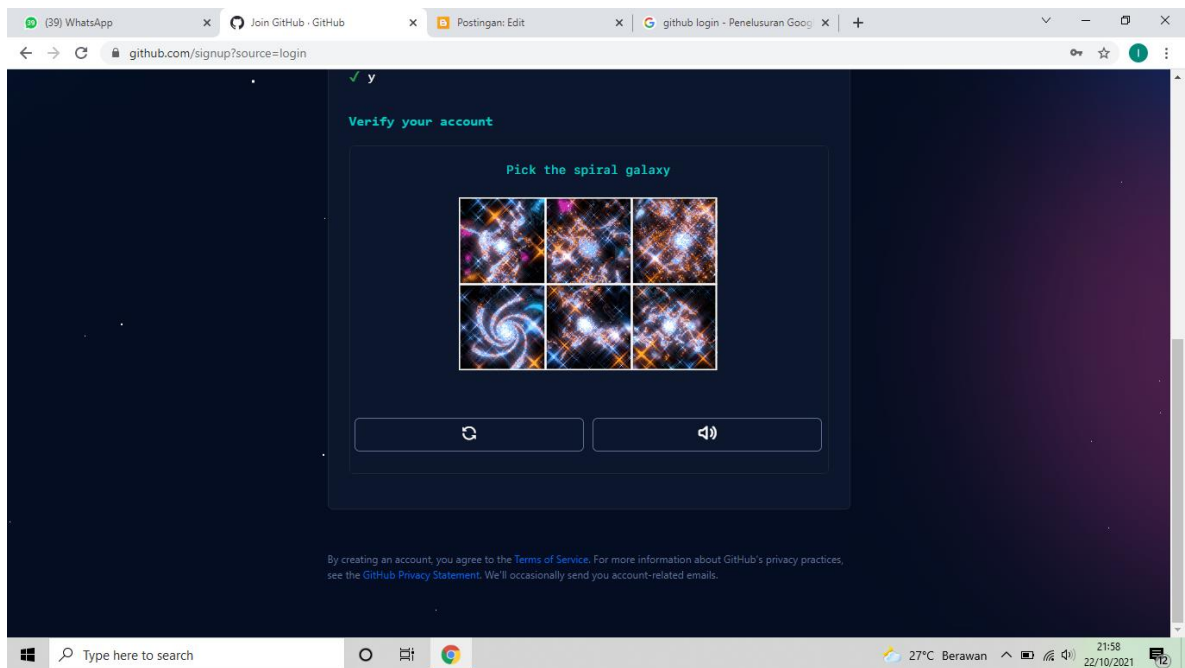 (39) WhatsApp
Join GitHub · GitHub
Postingan: Edit
github login - Penelusuran Goog
github.com/signup?source=login
y
Verify your account
Pick the spiral galaxy
By creating an account, you agree to the Terms of Service. For more information about GitHub's privacy practices,
see the GitHub Privacy Statement. We'll occasionally send you account-related emails.
Type here to search
27°C Berawan
21:58
22/10/2021
12